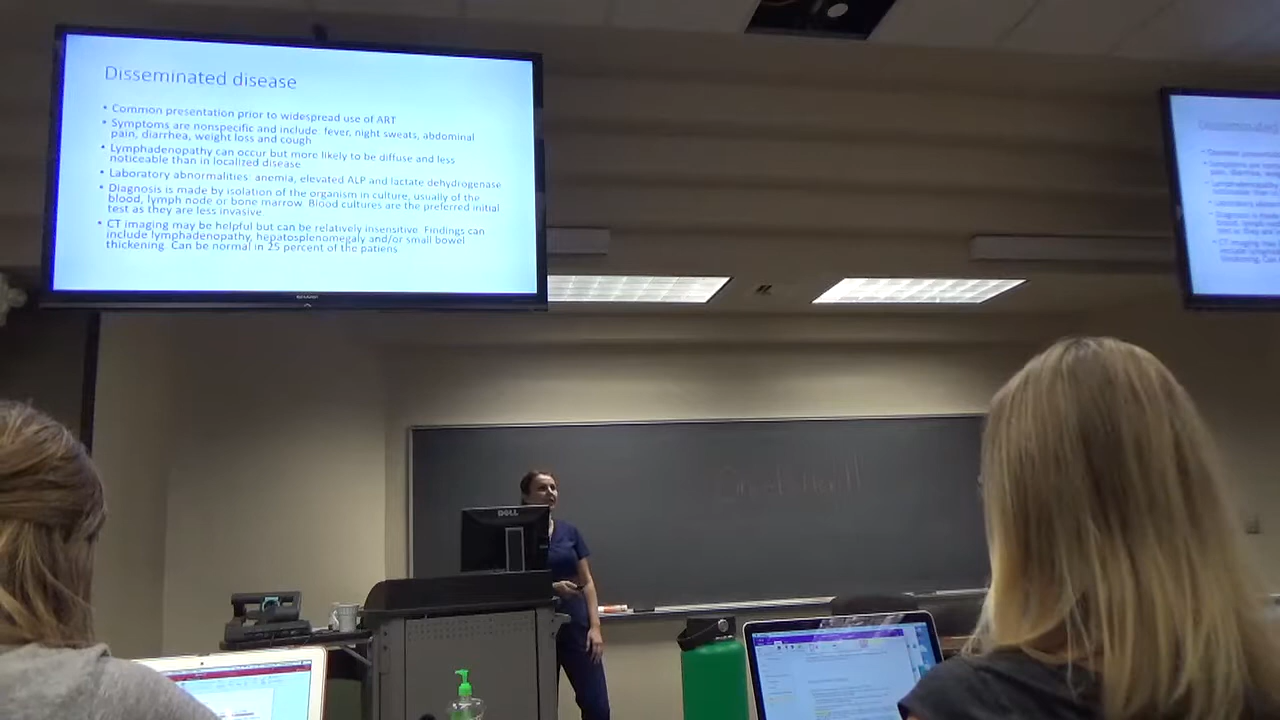 Disseminated disease
• Common presentation prior to widespread use of ART
• Symptoms are nonspecific and include: fever, night sweats, abdominal
pain, diarrhea, weight loss and cough
• Lymphadenopathy can occur but more likely to be diffuse and less
noticeable than in localized disease
• Laboratory abnormalities: anemia, elevated ALP and lactate dehydrogenase
• Diagnosis is made by isolation of the organism in culture, usually of the
blood, lymph node or bone marrow. Blood cultures are the preferred initial
test as they are less invasive.
• CT imaging may be helpful but can be relatively insensitive. Findings can
include lymphadenopathy, hepatosplenomegaly and/or small bowel
thickening. Can be normal in 25 percent of the patiens
SHARP
DELL